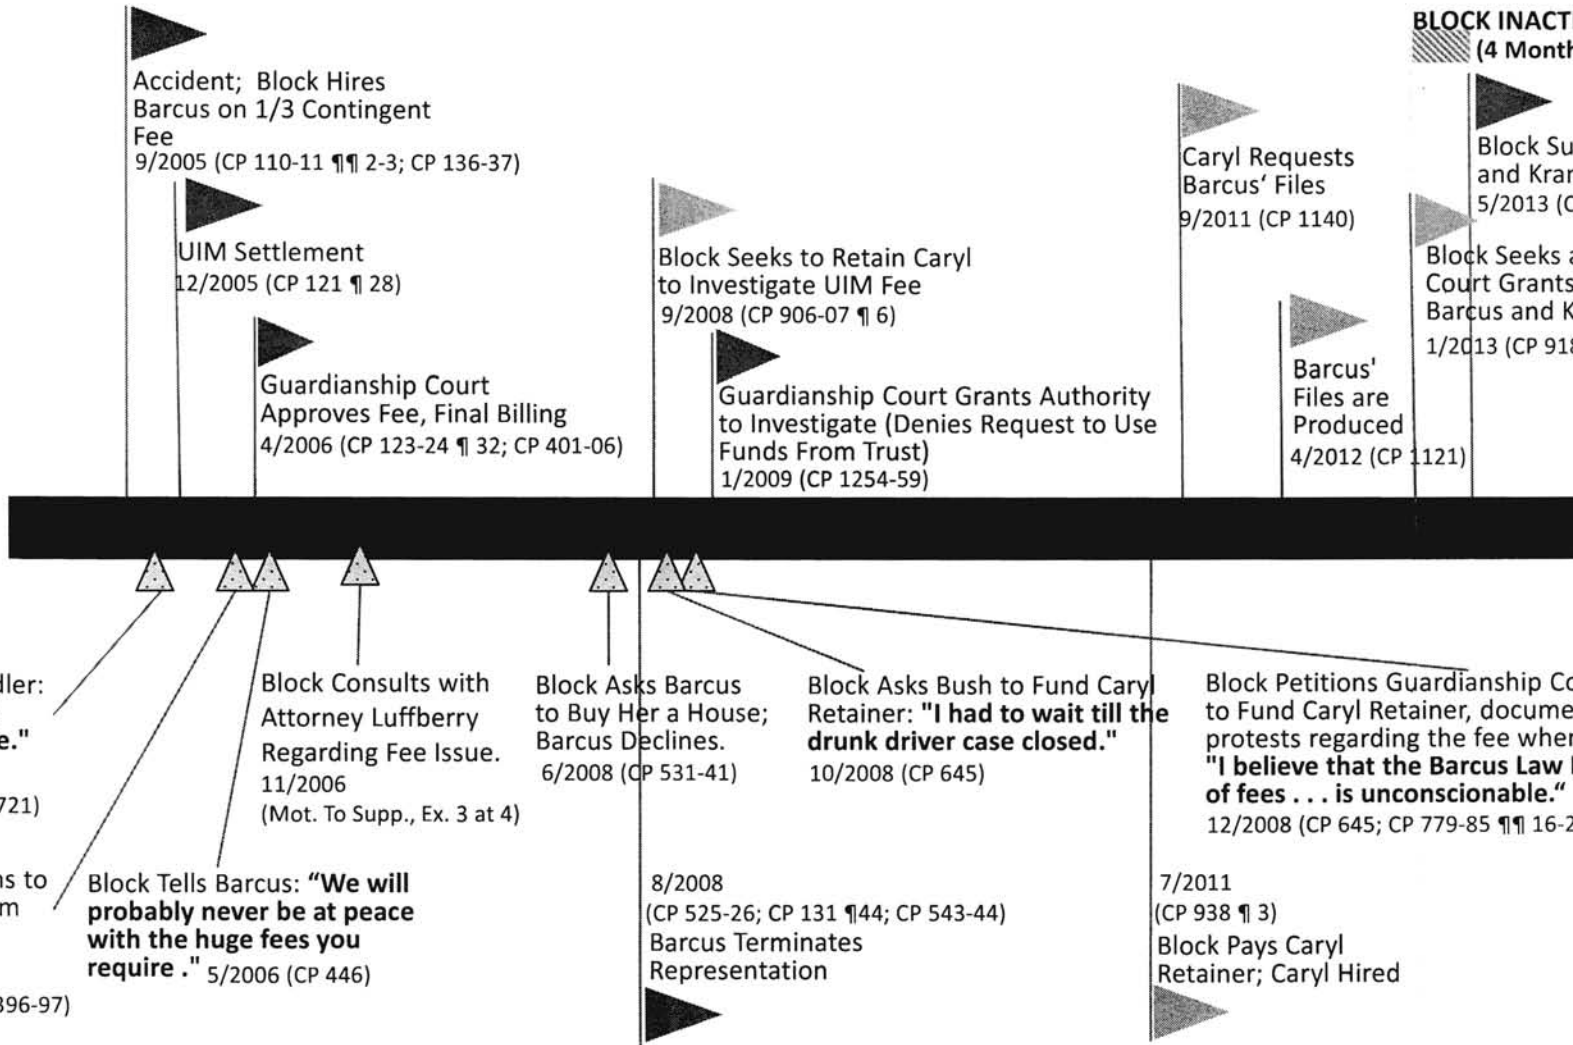 BLOCK
(4
Accident; Block Hires
Barcus on 1/3 Contingent
Fee
9/2005 (CP 110-11 ¶¶ 2-3; CP 136-37)
UIM Settlement
12/2005 (CP 121 ¶ 28)
Guardianship Court
Approves Fee, Final Billing
4/2006 (CP 123-24 ¶ 32; CP 401-06)
Block Seeks to Retain Caryl
to Investigate UIM Fee
9/2008 (CP 906-07 ¶ 6)
Guardianship Court Grants Authority
to Investigate (Denies Request to Use
Funds From Trust)
1/2009 (CP 1254-59)
Caryl Requests
Barcus‘ Files
9/2011 (CP 1140)
Barcus'
Files are
Produced
4/2012 (CP 1121)
Block
and
5/2013
Block Seeks
Court Grants
Barcus and
1/2013 (CP
dler:
e."
721)
ns to
m
396-97)
Block Tells Barcus: “We will
probably never be at peace
with the huge fees you
require ." 5/2006 (CP 446)
Block Consults with
Attorney Luffberry
Regarding Fee Issue.
11/2006
(Mot. To Supp., Ex. 3 at 4)
Block Asks Barcus
to Buy Her a House;
Barcus Declines.
6/2008 (CP 531-41)
8/2008
(CP 525-26; CP 131 ¶44; CP 543-44)
Barcus Terminates
Representation
Block Asks Bush to Fund Caryl
Retainer: "I had to wait till the
drunk driver case closed."
10/2008 (CP 645)
Block Petitions Guardianship
to Fund Caryl Retainer,
protests regarding the fee
"I believe that the Barcus Law
of fees . . . is unconscionable.“
12/2008 (CP 645; CP 779-85 ¶¶
7/2011
(CP 938 ¶ 3)
Block Pays Caryl
Retainer; Caryl Hired